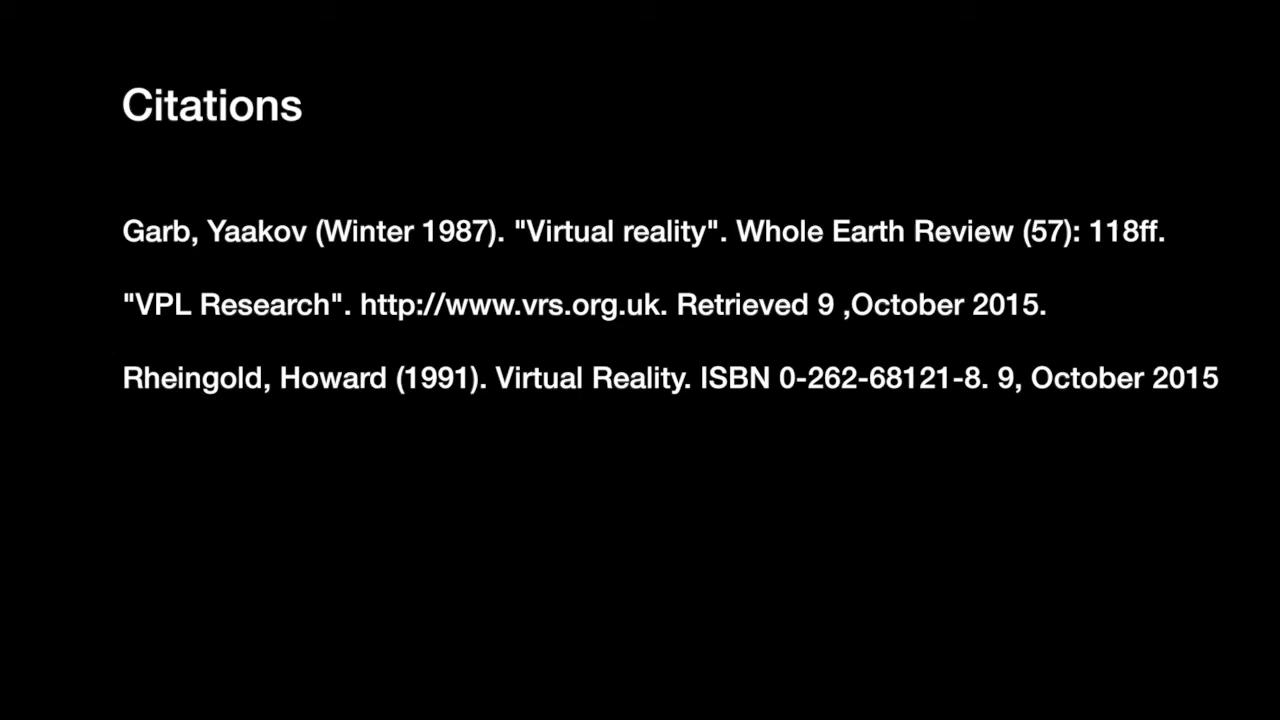 Citations
Garb, Yaakov (Winter 1987). "Virtual reality". Whole Earth Review (57): 118ff.
"VPL Research". http://www.vrs.org.uk. Retrieved 9 ,October 2015.
Rheingold, Howard (1991). Virtual Reality. ISBN 0-262-68121-8. 9, October 2015